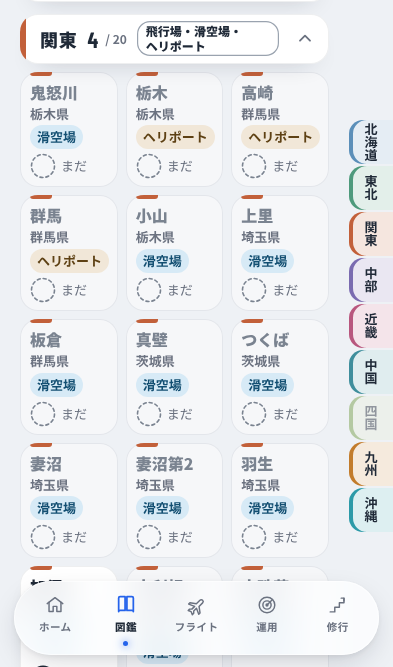 関東 4 / 20
飛行場・滑空場・
ヘリポート
鬼怒川
栃木県
滑空場
まだ
栃木
栃木県
ヘリポート
まだ
高崎
群馬県
ヘリポート
まだ
群馬
群馬県
ヘリポート
まだ
小山
栃木県
滑空場
まだ
上里
埼玉県
滑空場
まだ
板倉
群馬県
滑空場
まだ
真壁
茨城県
滑空場
まだ
つくば
茨城県
滑空場
まだ
妻沼
埼玉県
滑空場
まだ
妻沼第2
埼玉県
滑空場
まだ
羽生
埼玉県
滑空場
まだ
北海道
東北
関東
中部
近畿
中国
四国
九州
沖縄
ホーム
図鑑
フライト
運用
修行